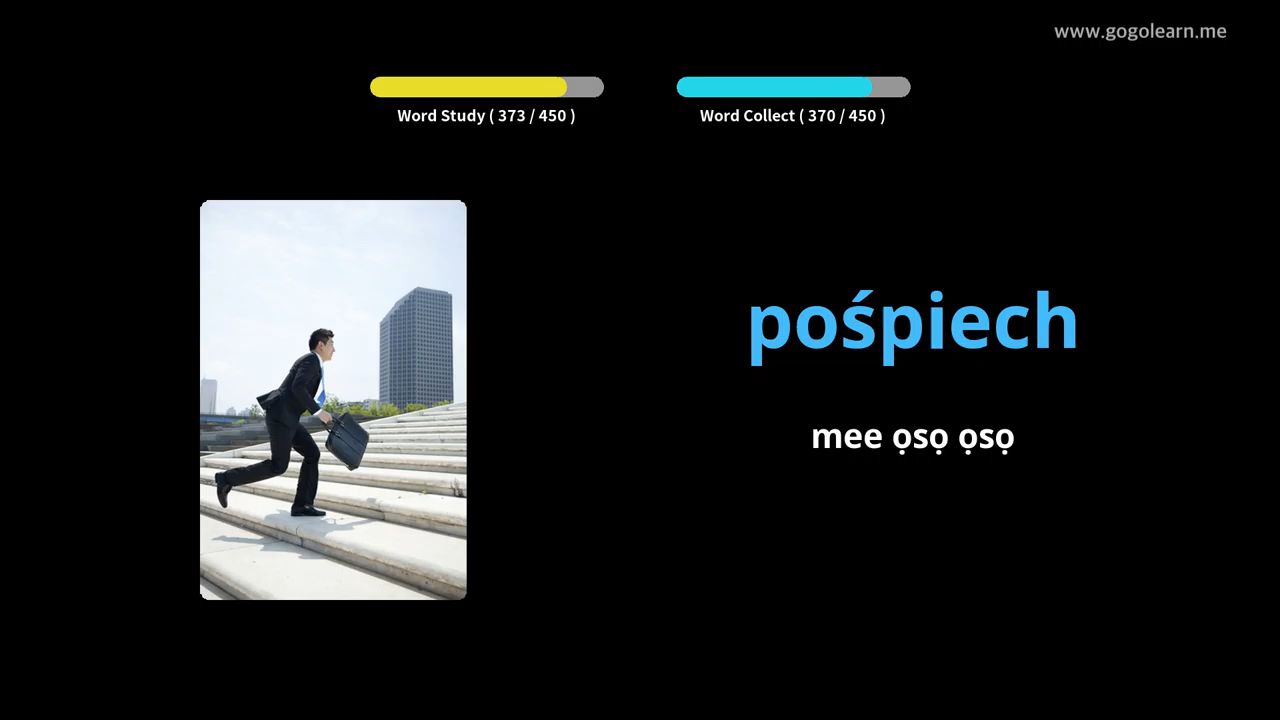 www.gogolearn.me
Word Study ( 373 / 450 )
Word Collect ( 370 / 450 )
pośpiech
mee ọsọ ọsọ